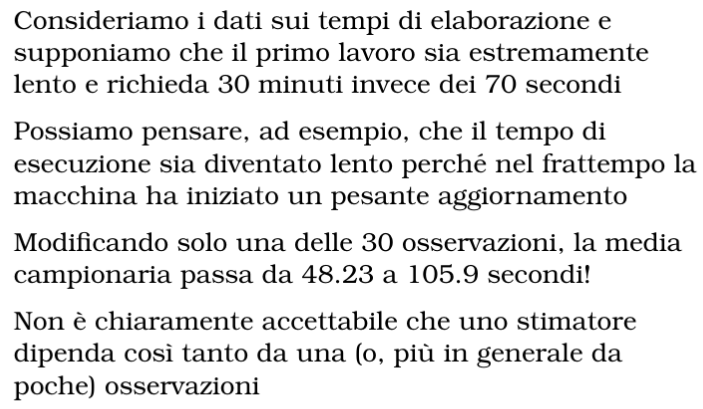 Consideriamo i dati sui tempi di elaborazione e
supponiamo che il primo lavoro sia estremamente
lento e richieda 30 minuti invece dei 70 secondi
Possiamo pensare, ad esempio, che il tempo di
esecuzione sia diventato lento perché nel frattempo la
macchina ha iniziato un pesante aggiornamento
Modificando solo una delle 30 osservazioni, la media
campionaria passa da 48.23 a 105.9 secondi!
Non è chiaramente accettabile che uno stimatore
dipenda così tanto da una (o, più in generale da
poche) osservazioni